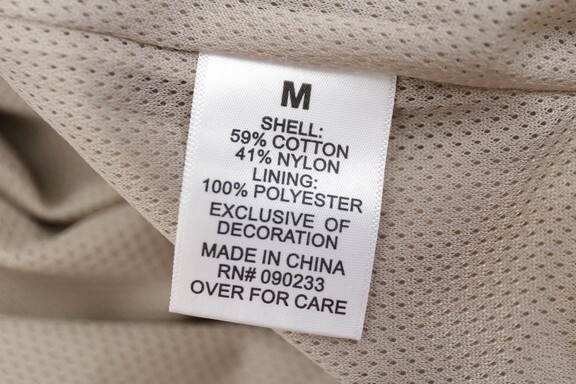 M
SHELL:
59% COTTON
41% NYLON
LINING:
100% POLYESTER
EXCLUSIVE OF
DECORATION
MADE IN CHINA
RN# 090233
OVER FOR CARE